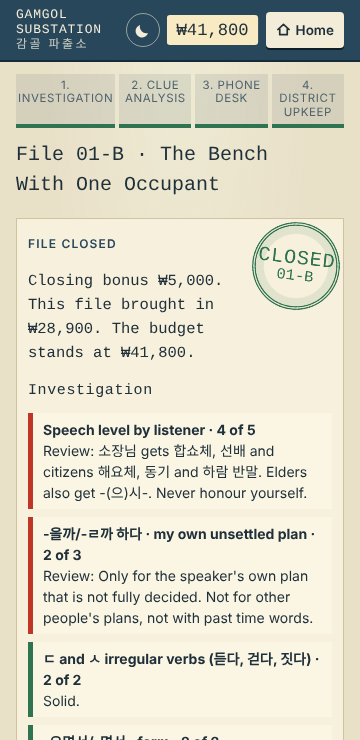 GAMGOL
SUBSTATION
감골 파출소
₩41,800
Home
1.
INVESTIGATION
2. CLUE
ANALYSIS
3. PHONE
DESK
4.
DISTRICT
UPKEEP
File 01-B · The Bench
With One Occupant
FILE CLOSED
CLOSED
01-B
Closing bonus ₩5,000.
This file brought in
₩28,900. The budget
stands at ₩41,800.
Investigation
Speech level by listener · 4 of 5
Review: 소장님 gets 합쇼체, 선배 and
citizens 해요체, 동기 and 하람 반말. Elders
also get -(으)시-. Never honour yourself.
-을까/-ㄹ까 하다 · my own unsettled plan ·
2 of 3
Review: Only for the speaker's own plan
that is not fully decided. Not for other
people's plans, not with past time words.
ㄷ and ㅅ irregular verbs (듣다, 걷다, 짓다) ·
2 of 2
Solid.